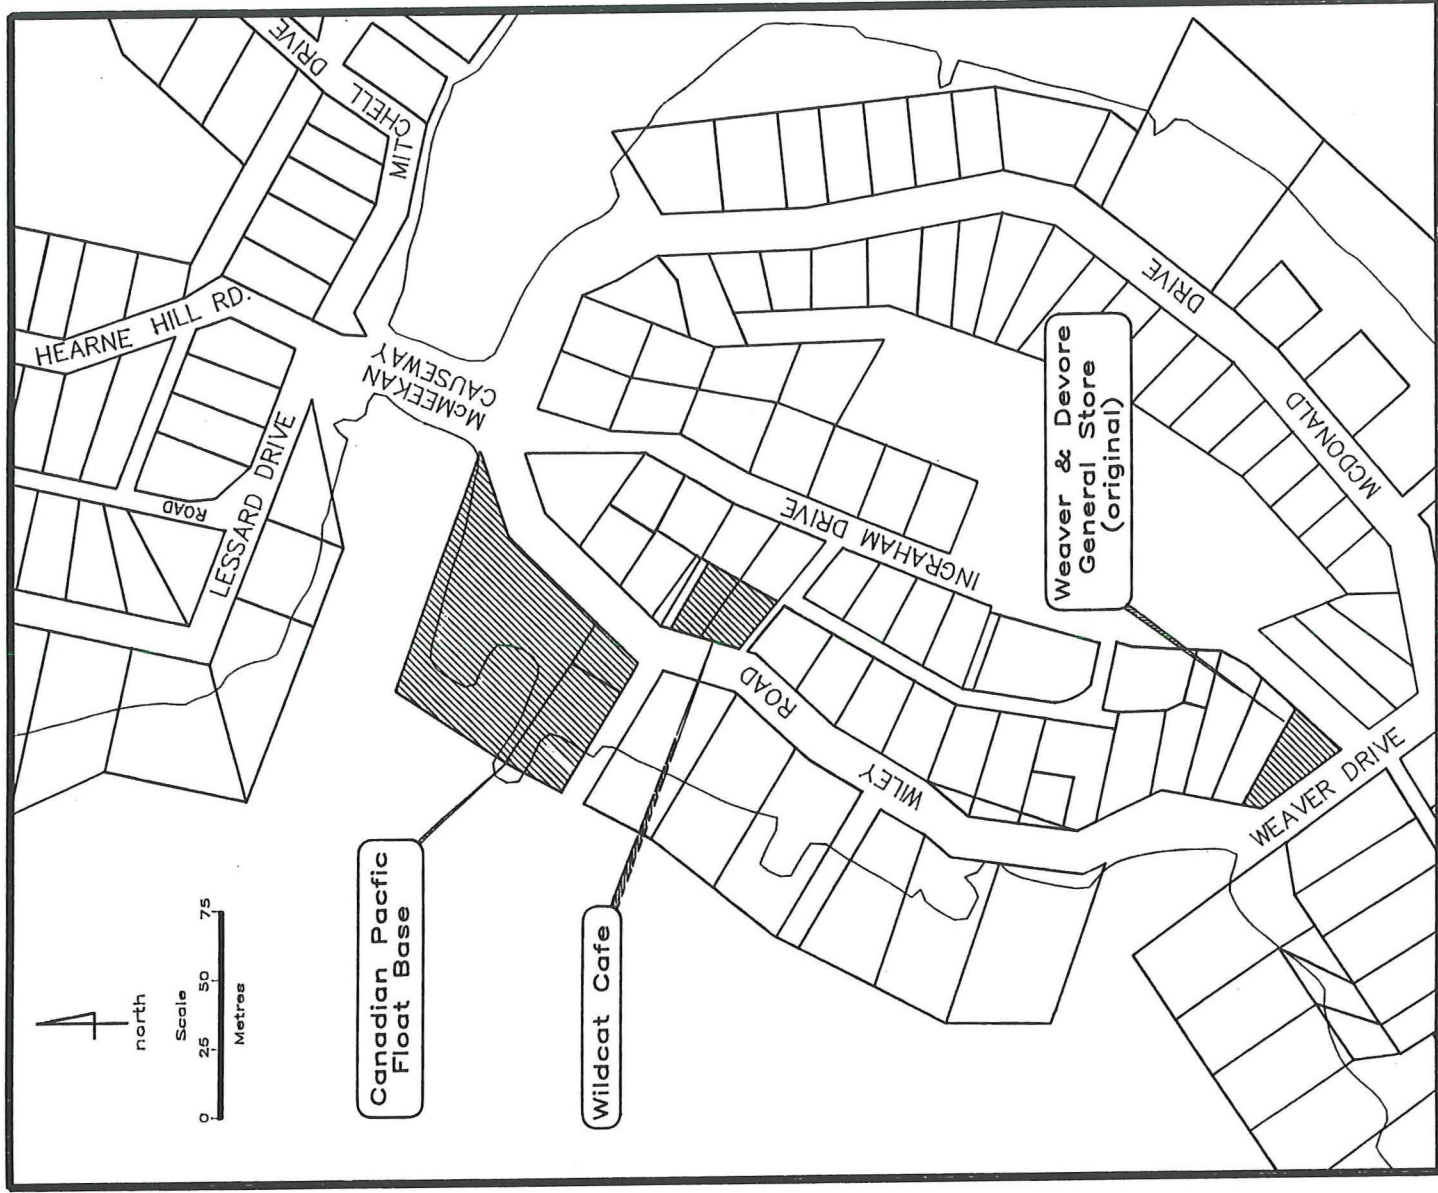 DRIVE
MITCHELL
HEARNE HILL RD.
McMEEKAN
CAUSEWAY
LESSARD DRIVE
ROAD
DRIVE
MCDONALD
INGRAHAM DRIVE
Weaver & Devore
General Store
(original)
ROAD
WILEY
WEAVER DRIVE
Canadian Pacfic
Float Base
Wildcat Cafe
north
Scale
0 25 50 75
Metres